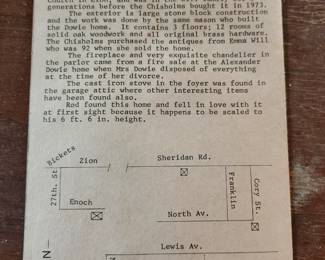 Church in Zion, and was in
generations before the Chisholms bought it in 1973.
The exterior is large stone block construction
and the work was done by the same mason who built
the Dowie home. It contains 3 floors; 12 rooms of
solid oak woodwork and all original brass hardware.
The Chisholms purchased the antiques from Emma Will
who was 92 when she sold the home.
The fireplace and very exquisite chandelier in
the parlor came from a fire sale at the Alexander
Dowie home when Mrs Dowie disposed of everything
at the time of her divorce.
The cast iron stove in the foyer was found in
the garage attic where other interesting items
have been found also.
Rod found this home and fell in love with it
at first sight because it happens to be scaled to
his 6 ft. 6 in. height.
Bickets
Zion
Sheridan Rd.
27th. St
Enoch
Franklin
Cory St.
North Av.
N
Lewis Av.